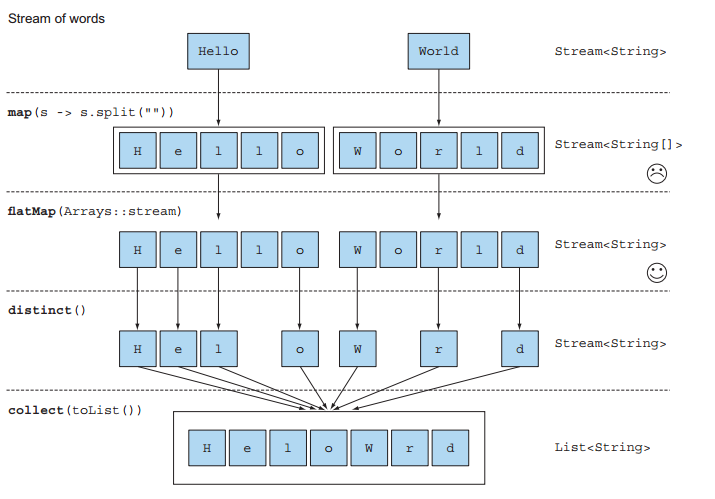 Stream of words
Hello World Stream<String>
map(s -> s.split(""))
H e l l o W o r l d Stream<String[]>
flatMap(Arrays::stream)
H e l l o W o r l d Stream<String>
distinct()
H e l o W r d Stream<String>
collect(toList())
H e l o W r d List<String>